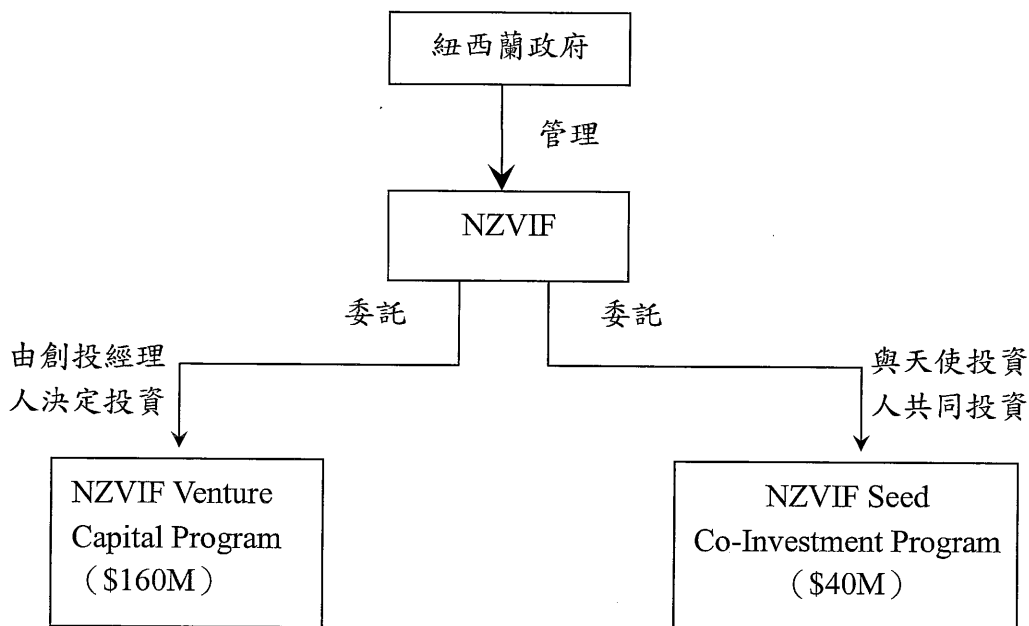 紐西蘭政府
管理
NZVIF
委託
委託
由創投經理
人決定投資
與天使投資
人共同投資
NZVIF Venture
Capital Program
（$160M）
NZVIF Seed
Co-Investment Program
（$40M）